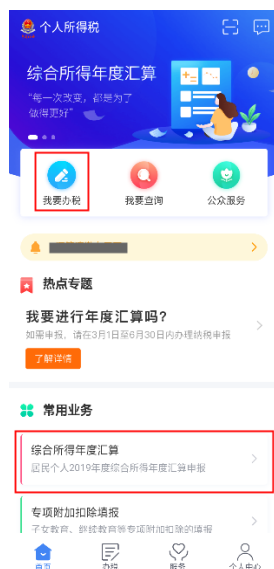 个人所得税
综合所得年度汇算
“每一次改变，都是为了
做得更好”
我要办税
我要查询
公众服务
热点专题
我要进行年度汇算吗?
如需申报，请在3月1日至6月30日内办理纳税申报
了解详情
常用业务
综合所得年度汇算
居民个人2019年度综合所得年度汇算申报
专项附加扣除填报
子女教育、继续教育等专项附加扣除的填报
首页
办税
服务
个人中心